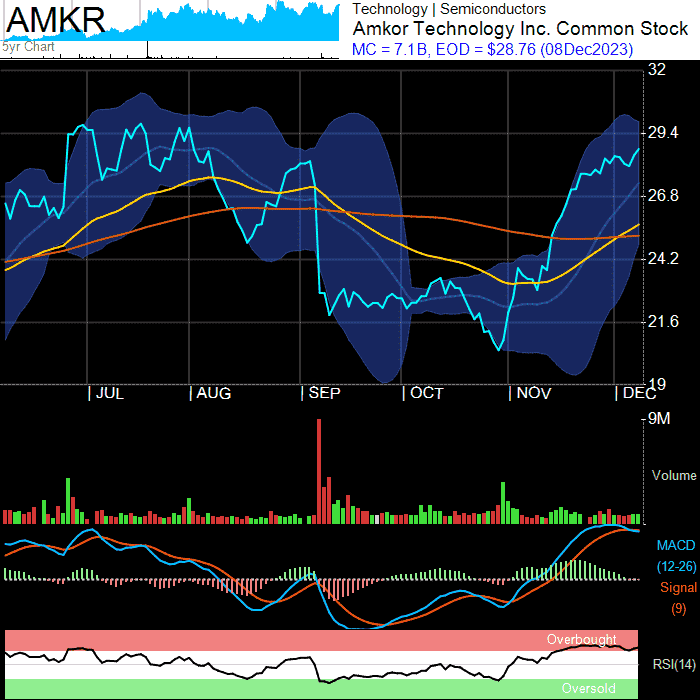 AMKR
5yr Chart
Technology | Semiconductors
Amkor Technology Inc. Common Stock
MC = 7.1B, EOD = $28.76 (08Dec2023)
32
29.4
26.8
24.2
21.6
19
| JUL | AUG | SEP | OCT | NOV | DEC
9M
Volume
MACD
(12-26)
Signal
(9)
Overbought
RSI(14)
Oversold